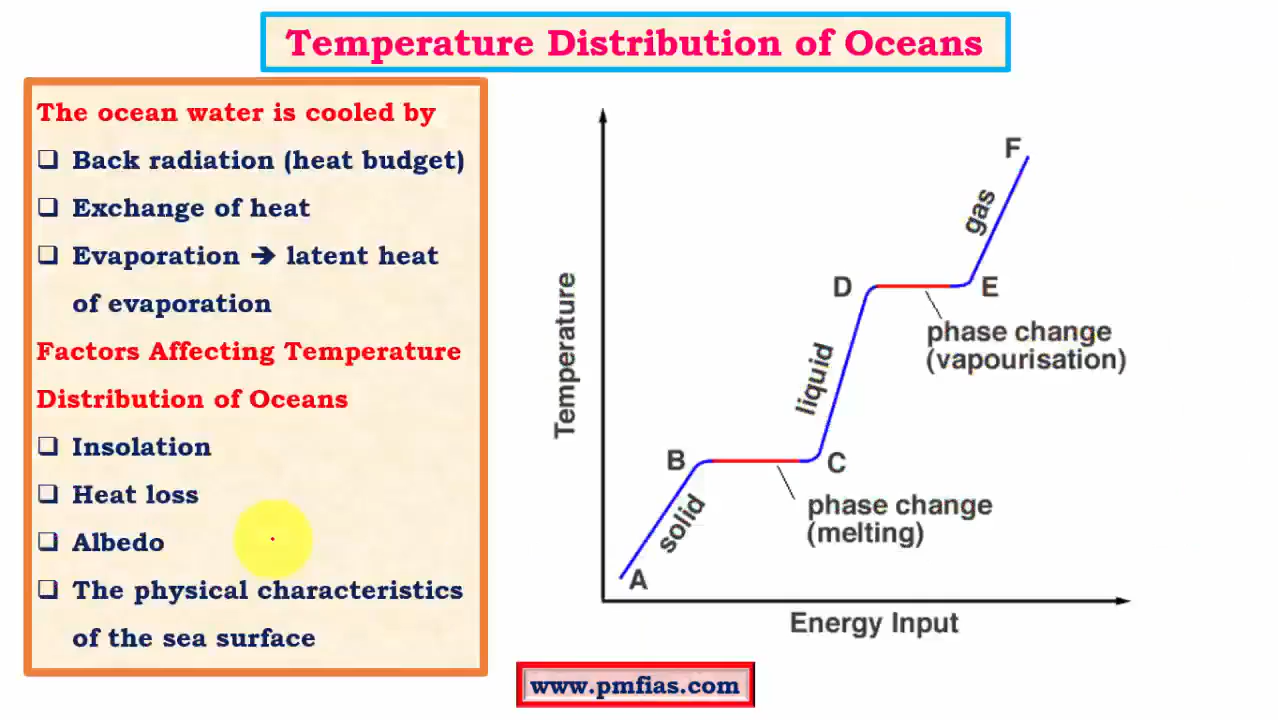 Temperature Distribution of Oceans
The ocean water is cooled by
❑ Back radiation (heat budget)
❑ Exchange of heat
❑ Evaporation ➔ latent heat
of evaporation
Factors Affecting Temperature
Distribution of Oceans
❑ Insolation
❑ Heat loss
❑ Albedo
❑ The physical characteristics
of the sea surface
Temperature
F
gas
D
E
phase change
(vapourisation)
liquid
B
C
phase change
(melting)
solid
A
Energy Input
www.pmfias.com